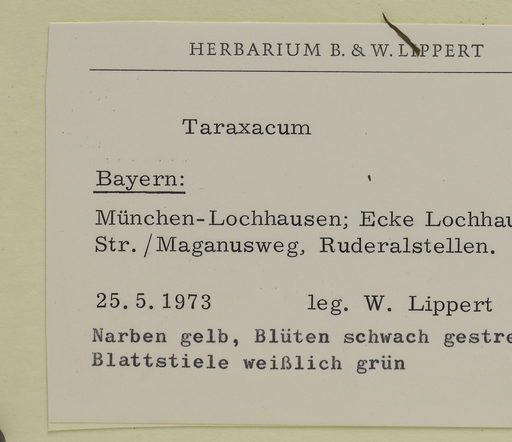 HERBARIUM B. & W. LIPPERT
Taraxacum
Bayern:
München-Lochhausen; Ecke Lochhau
Str./Maganusweg, Ruderalstellen.
25.5.1973 leg. W. Lippert
Narben gelb, Blüten schwach gestre
Blattstiele weißlich grün